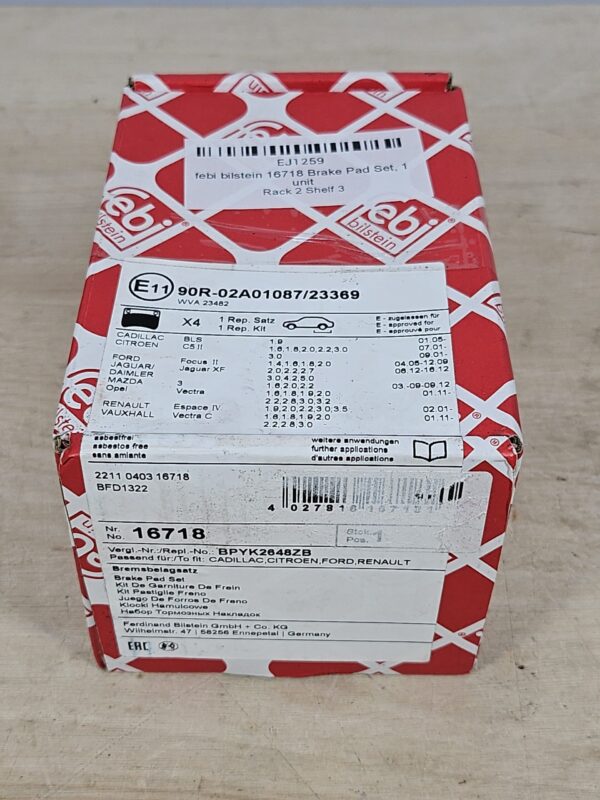 EJ1259
febi bilstein 16718 Brake Pad Set, 1
unit
Rack 2 Shelf 3
febi
bilstein
febi
bilstein
febi
E11 90R-02A01087/23369
WVA 23482
X4 1 Rep. Satz
1 Rep. Kit
E - zugelassen für
E - approved for
E - approuvé pour
CADILLAC BLS 1.9 01.05-
CITROEN C5 II 1.6,1.8,2.0,2.2,3.0 07.01-
3.0 09.01-
FORD Focus II 1.4,1.6,1.8,2.0 04.05-12.09
JAGUAR/ Jaguar XF 2.0,2.2,2.7 06.12-16.12
DAIMLER 3.0,4.2,5.0
MAZDA 3 1.6,2.0,2.2 03.-09-09.12
Opel Vectra 1.6,1.8,1.9,2.0 01.11-
2.2,2.8,3.0,3.2
RENAULT Espace IV 1.9,2.0,2.2,3.0,3.5 02.01-
VAUXHALL Vectra C 1.6,1.8,1.9,2.0 01.11-
2.2,2.8,3.0
asbestfrei
asbestos free
sans amiante
weitere anwendungen
further applications
d'autres applications
2211 0403 16718
BFD1322
Nr.
No. 16718
Stck.
Pos. 1
Vergl.-Nr./Repl.-No.: BPYK2648ZB
Passend für:/To fit: CADILLAC,CITROEN,FORD,RENAULT
Bremsbelagsatz
Brake Pad Set
Kit De Garniture De Frein
Kit Pastiglie Freno
Juego De Forros De Freno
Klocki Hamulcowe
Набор Тормозных Накладок
Ferdinand Bilstein GmbH + Co. KG
Wilhelmstr. 47 | 58256 Ennepetal | Germany
EAC